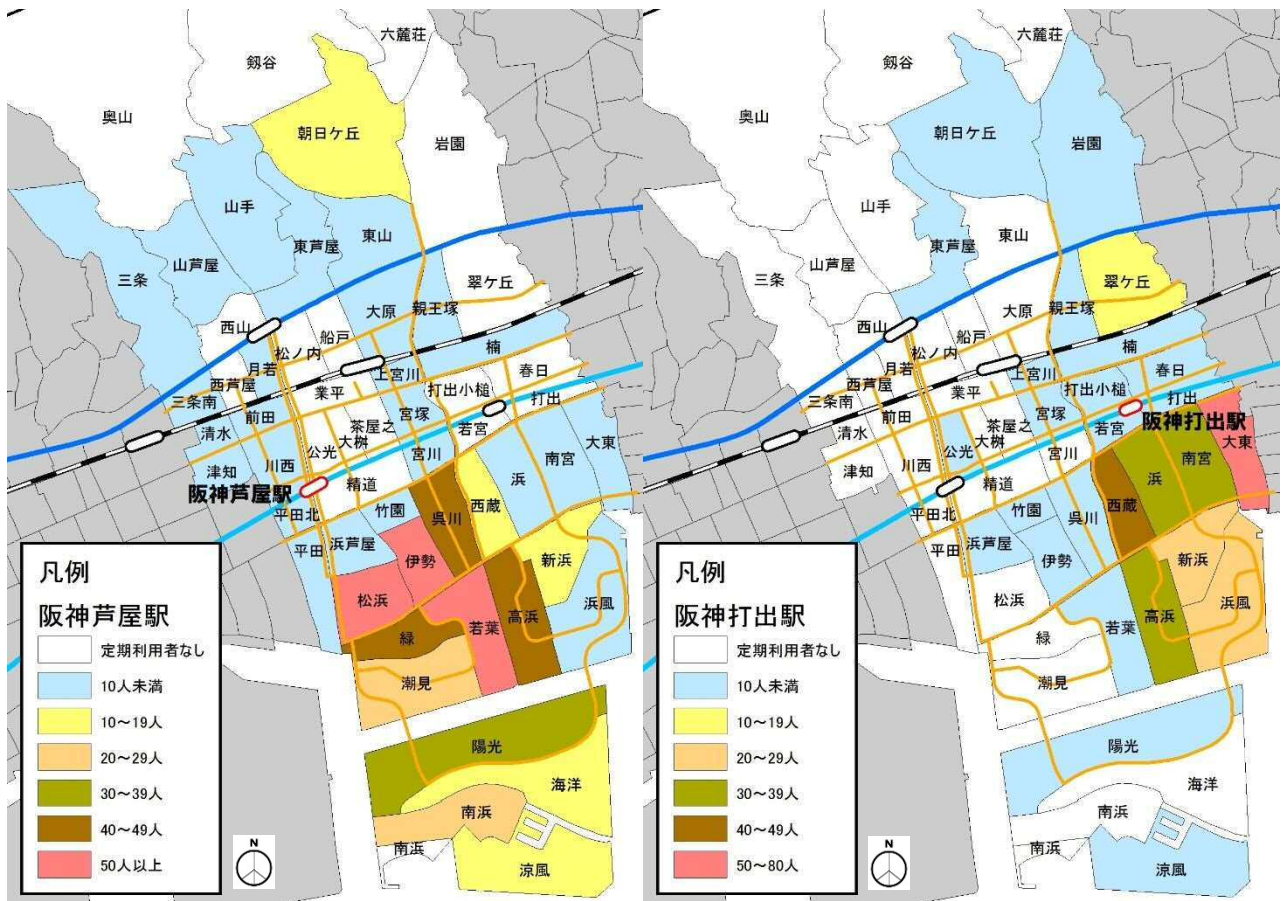 六麓荘
剱谷
奥山
朝日ケ丘
岩園
山手
東芦屋
東山
三条
山芦屋
翠ケ丘
大原
親王塚
西山
船戸
松ノ内
楠
月若
上宮川
春日
西芦屋
業平
打出小槌
打出
三条南
前田
宮塚
清水
茶屋之
若宮
公光
大桝
大東
津知
川西
宮川
南宮
阪神芦屋駅
精道
浜
平田北
竹園
呉川
西蔵
平田
浜芦屋
伊勢
新浜
松浜
高浜
浜風
若葉
緑
潮見
陽光
海洋
南浜
南浜
涼風
凡例
阪神芦屋駅
定期利用者なし
10人未満
10～19人
20～29人
30～39人
40～49人
50人以上
N
六麓荘
剱谷
奥山
朝日ケ丘
岩園
山手
東芦屋
東山
三条
山芦屋
翠ケ丘
大原
親王塚
西山
船戸
松ノ内
楠
月若
上宮川
春日
西芦屋
業平
打出小槌
打出
三条南
前田
宮塚
阪神打出駅
清水
茶屋之
若宮
公光
大桝
大東
津知
川西
宮川
南宮
精道
浜
平田北
竹園
呉川
西蔵
平田
浜芦屋
伊勢
新浜
松浜
高浜
浜風
若葉
緑
潮見
陽光
海洋
南浜
南浜
涼風
凡例
阪神打出駅
定期利用者なし
10人未満
10～19人
20～29人
30～39人
40～49人
50～80人
N